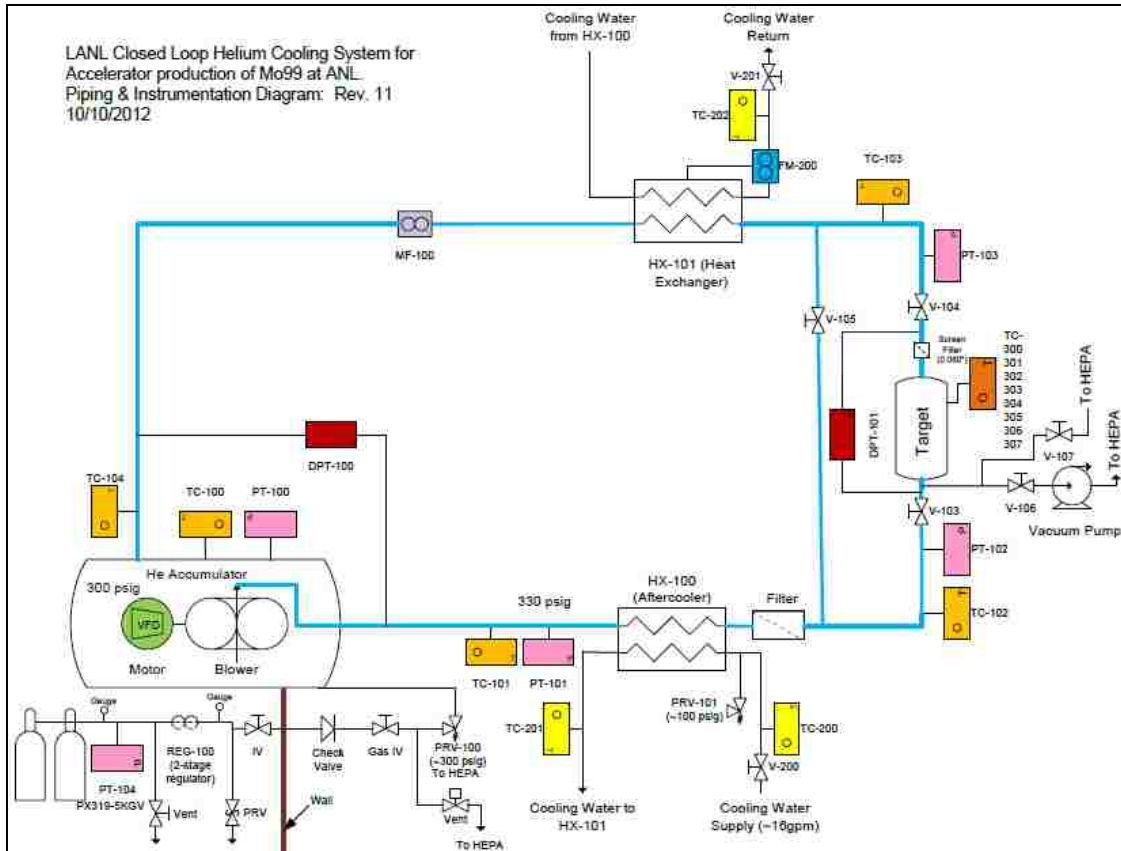 LANL Closed Loop Helium Cooling System for
Accelerator production of Mo99 at ANL.
Piping & Instrumentation Diagram: Rev. 11
10/10/2012
Cooling Water
from HX-100
Cooling Water
Return
V-201
TC-202
FM-200
TC-103
MF-100
HX-101 (Heat
Exchanger)
PT-103
V-104
V-105
Screen
Filter
(0.060")
TC-
300
301
302
303
304
305
306
307
To HEPA
To HEPA
Target
DPT-101
V-107
V-106
Vacuum Pump
V-103
PT-102
TC-102
DPT-100
TC-104
TC-100
PT-100
He Accumulator
300 psig
VFD
Motor
Blower
330 psig
HX-100
(Aftercooler)
Filter
TC-101
PT-101
PRV-101
(~100 psig)
TC-201
TC-200
V-200
Cooling Water to
HX-101
Cooling Water
Supply (~16gpm)
Gauge
Gauge
REG-100
(2-stage
regulator)
IV
Check
Valve
Gas IV
PRV-100
(~300 psig)
To HEPA
PT-104
PX319-5KGV
Vent
PRV
Wall
Vent
To HEPA